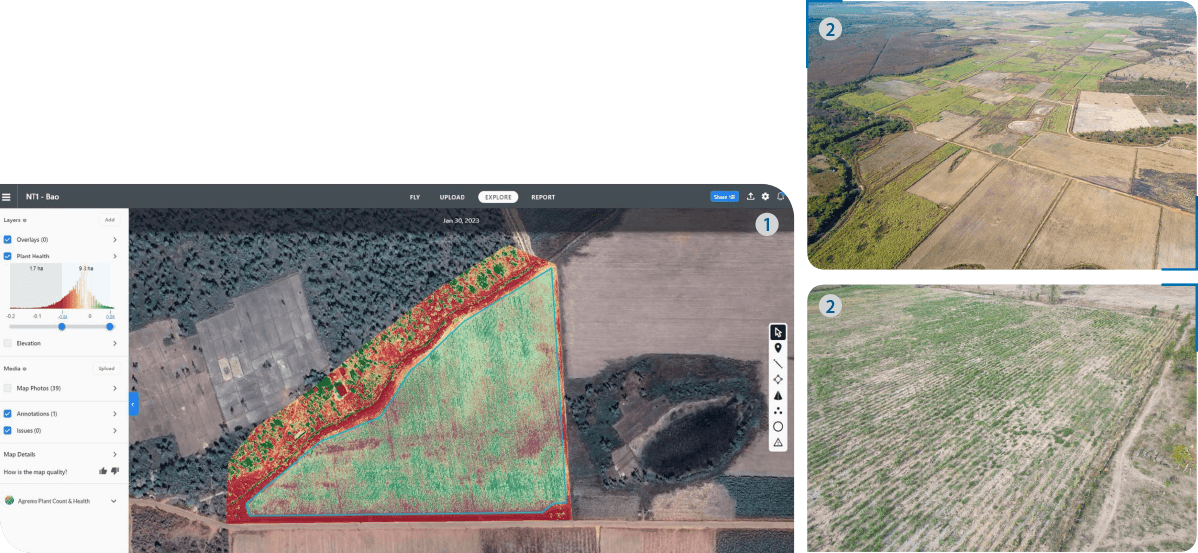 2
NT1 - Bao
FLY
UPLOAD
EXPLORE
REPORT
Share
Layers
Add
Jan 30, 2023
1
Overlays (0)
Plant Health
1.7 ha
9.3 ha
-0.2
-0.1
0
Elevation
2
Media
Upload
Map Photos (39)
Annotations (1)
Issues (0)
Map Details
How is the map quality?
Agremo Plant Count & Health